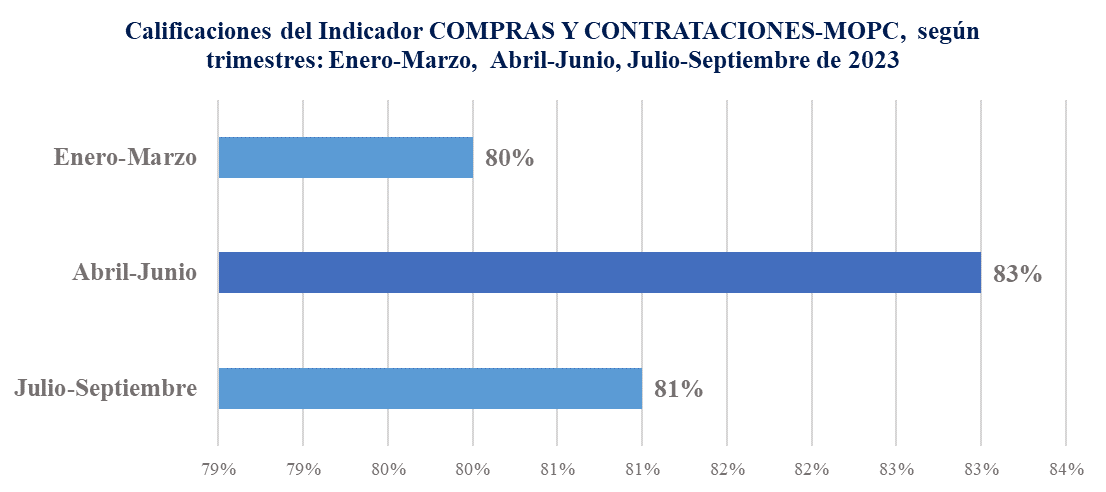 Calificaciones del Indicador COMPRAS Y CONTRATACIONES-MOPC, según
trimestres: Enero-Marzo, Abril-Junio, Julio-Septiembre de 2023
Enero-Marzo
80%
Abril-Junio
83%
Julio-Septiembre
81%
79% 79% 80% 80% 81% 81% 82% 82% 83% 83% 84%